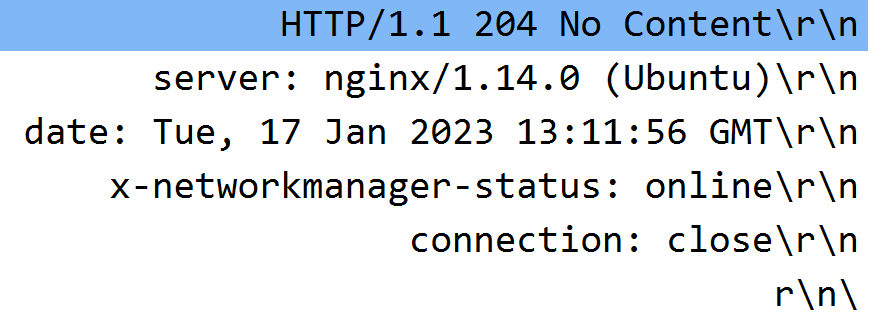 HTTP/1.1 204 No Content\r\n
server: nginx/1.14.0 (Ubuntu)\r\n
date: Tue, 17 Jan 2023 13:11:56 GMT\r\n
x-networkmanager-status: online\r\n
connection: close\r\n
r\n\